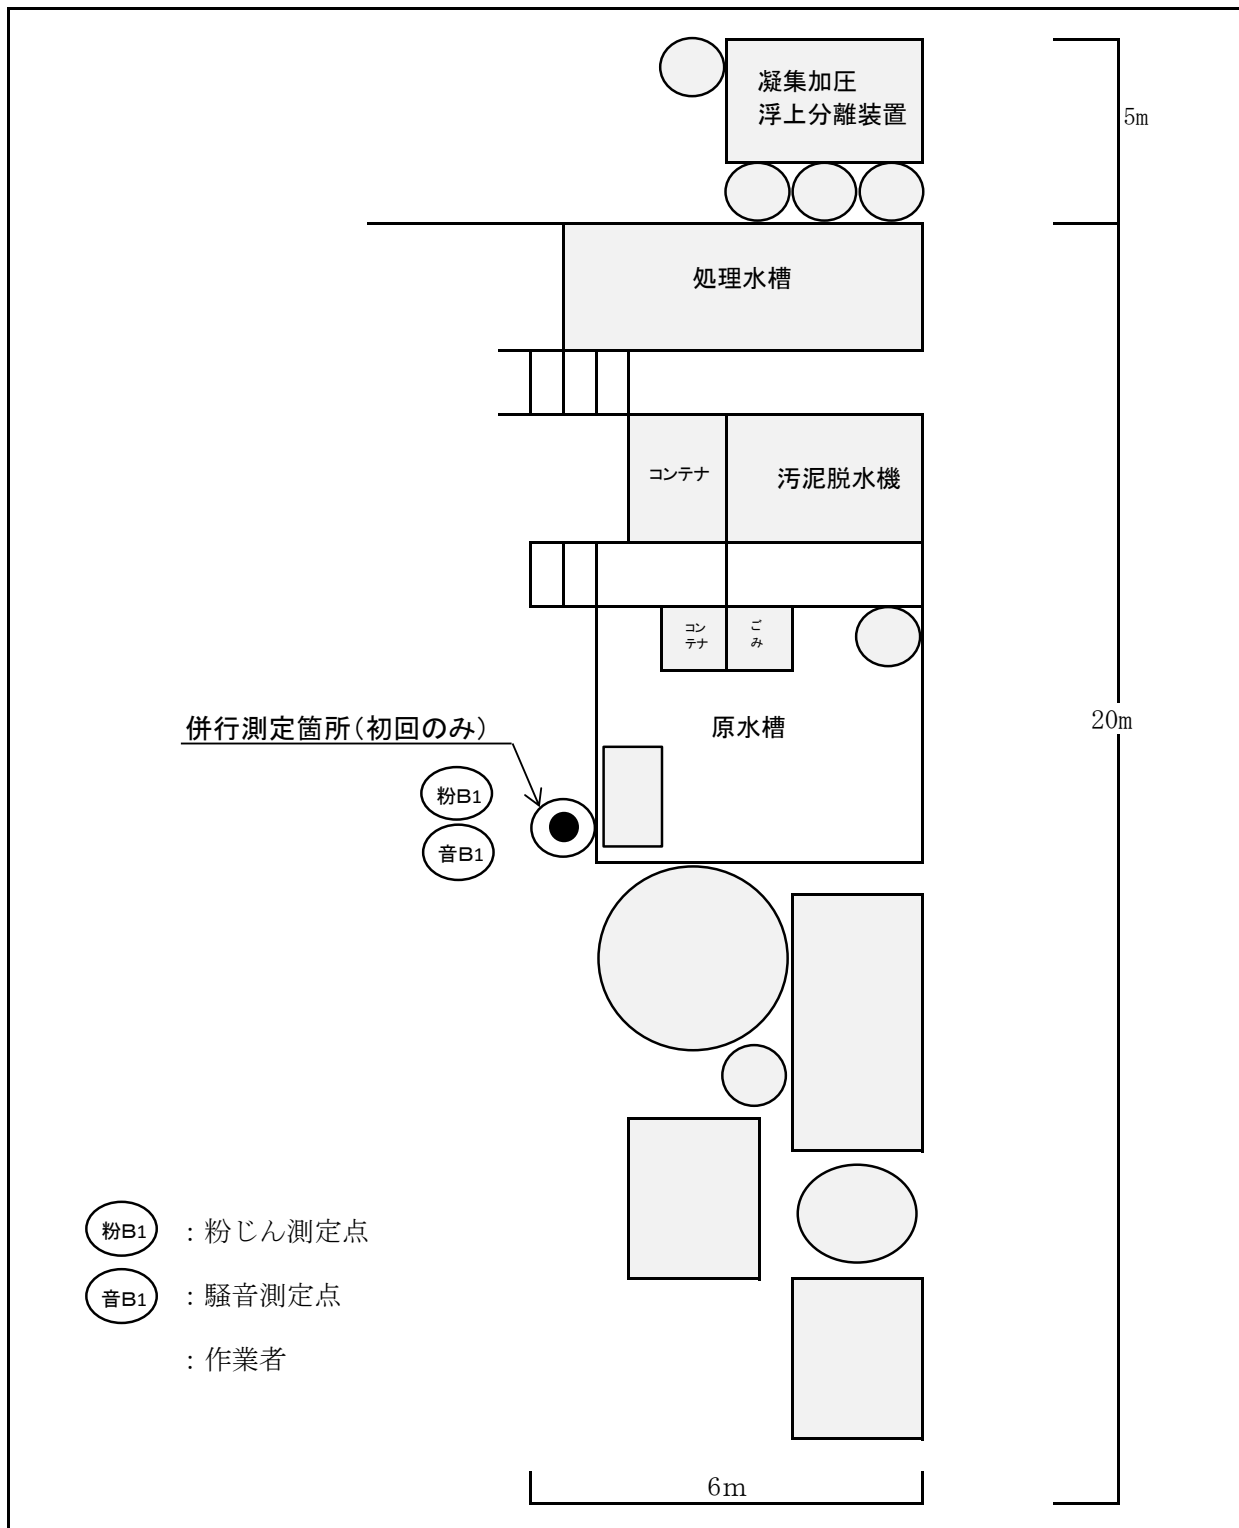 凝集加圧
浮上分離装置
5m
処理水槽
コンテナ
汚泥脱水機
コン
テナ
ご
み
原水槽
20m
併行測定箇所(初回のみ)
粉B1
音B1
粉B1 :粉じん測定点
音B1 :騒音測定点
:作業者
6m